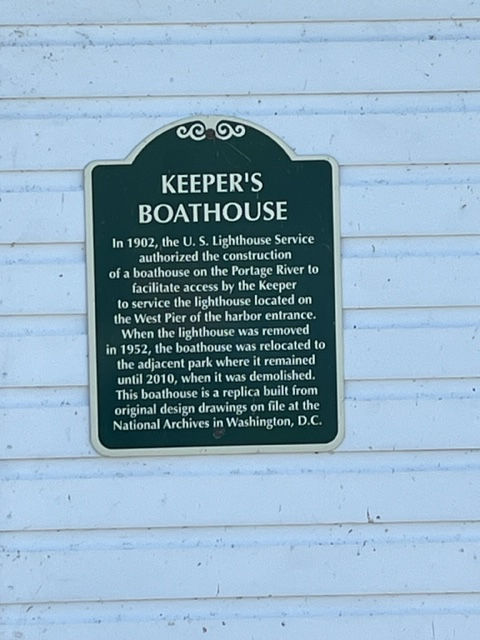 KEEPER'S
BOATHOUSE
In 1902, the U. S. Lighthouse Service
authorized the construction
of a boathouse on the Portage River to
facilitate access by the Keeper
to service the lighthouse located on
the West Pier of the harbor entrance.
When the lighthouse was removed
in 1952, the boathouse was relocated to
the adjacent park where it remained
until 2010, when it was demolished.
This boathouse is a replica built from
original design drawings on file at the
National Archives in Washington, D.C.